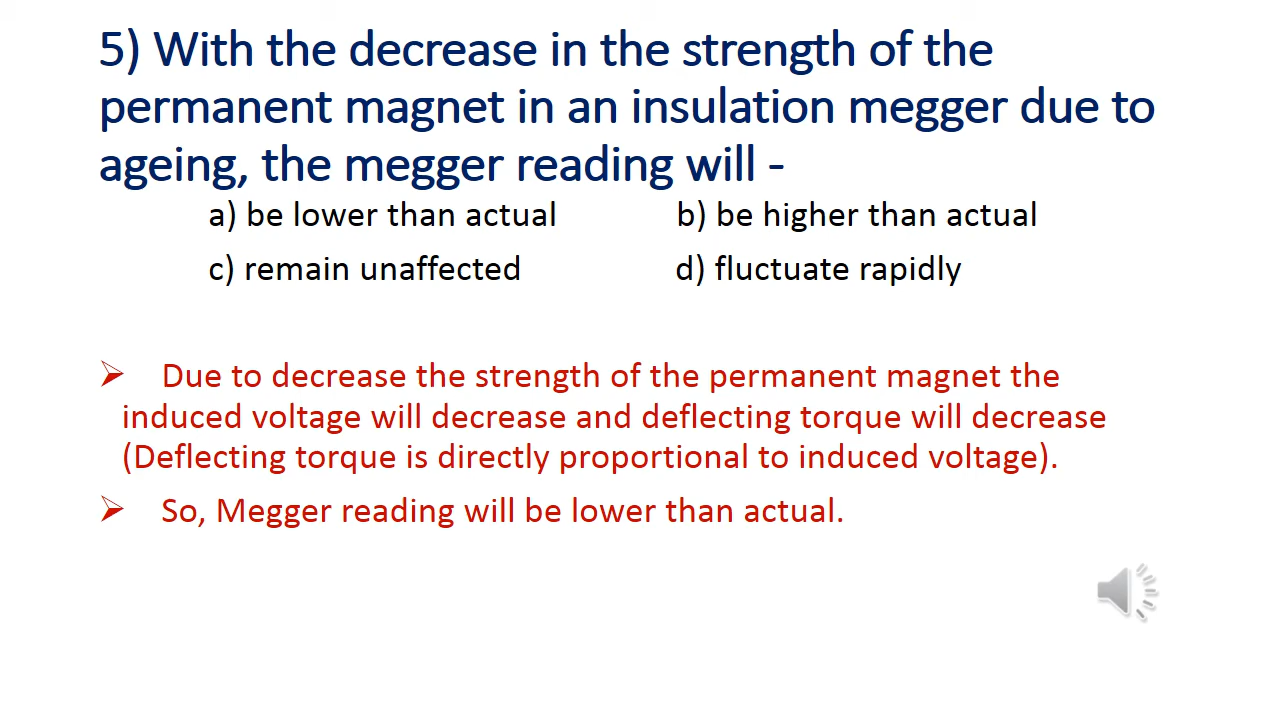 5) With the decrease in the strength of the
permanent magnet in an insulation megger due to
ageing, the megger reading will -
a) be lower than actual b) be higher than actual
c) remain unaffected d) fluctuate rapidly
➢ Due to decrease the strength of the permanent magnet the
induced voltage will decrease and deflecting torque will decrease
(Deflecting torque is directly proportional to induced voltage).
➢ So, Megger reading will be lower than actual.